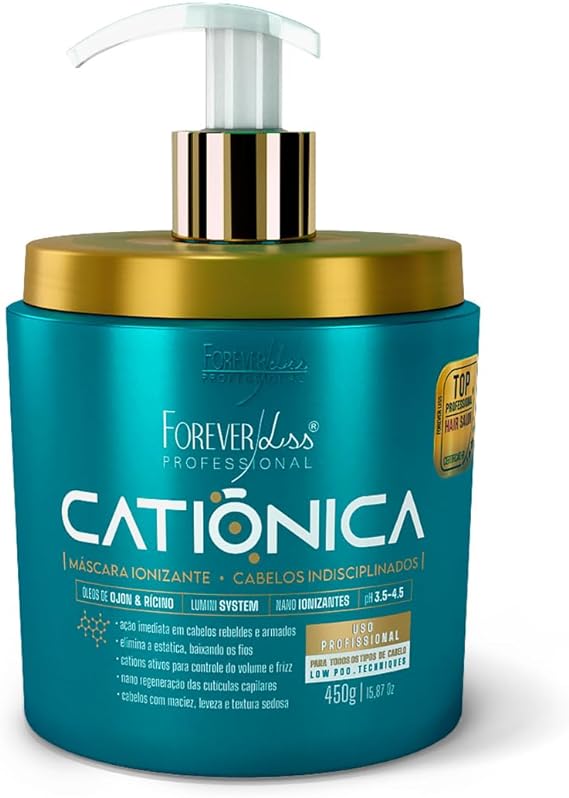 FOREVER Liss
PROFESSIONAL
FOREVER Liss®
PROFESSIONAL
CATIÔNICA
MÁSCARA IONIZANTE • CABELOS INDISCIPLINADOS
ÓLEOS DE OJON & RÍCINO | LUMINI SYSTEM | NANO IONIZANTES | pH 3.5-4.5
• ação imediata em cabelos rebeldes e armados
• elimina a estática, baixando os fios
• cátions ativos para controle do volume e frizz
• nano regeneração das cutículas capilares
• cabelos com maciez, leveza e textura sedosa
USO
PROFISSIONAL
PARA TODOS OS TIPOS DE CABELO
LOW POO. TECHNIQUES
450g | 15.87 Oz
FOREVER LISS
TOP
PROFESSIONAL
HAIR SALON